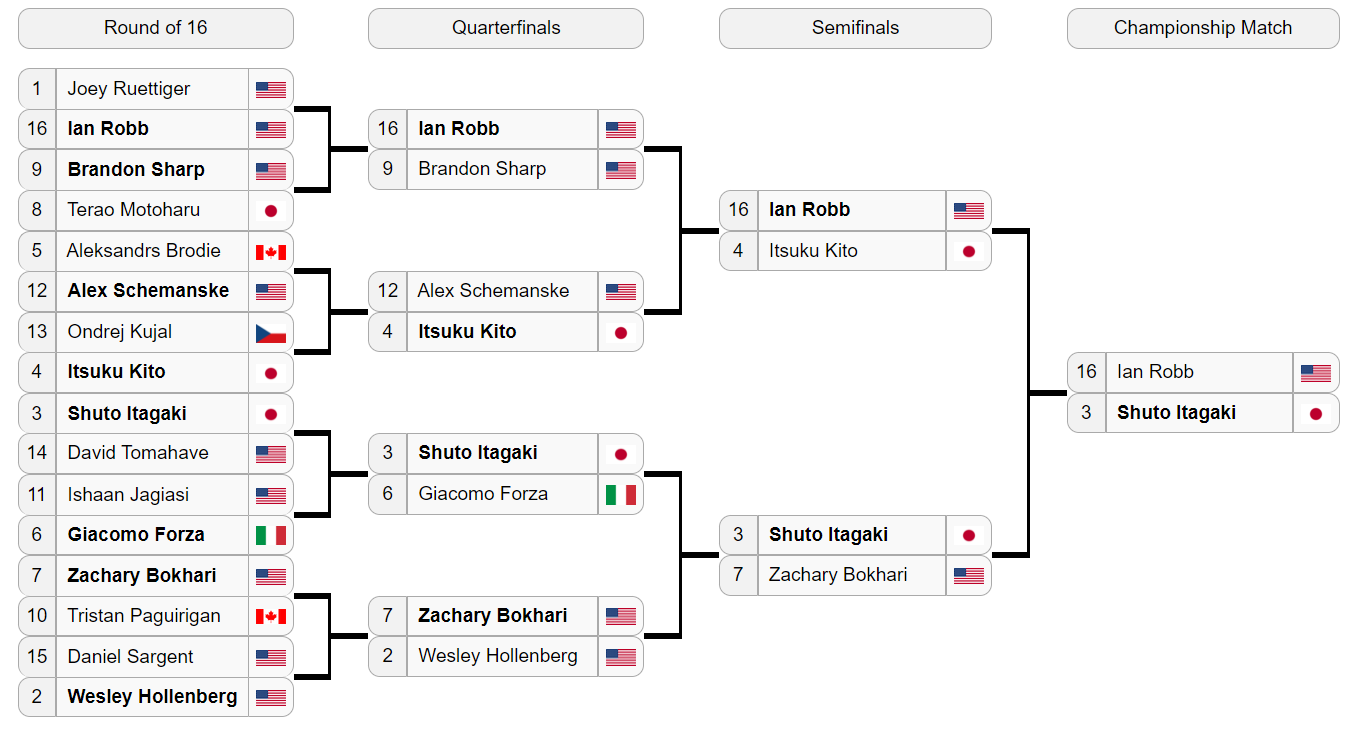 Round of 16
Quarterfinals
Semifinals
Championship Match
1 Joey Ruettiger
16 Ian Robb
9 Brandon Sharp
8 Terao Motoharu
5 Aleksandrs Brodie
12 Alex Schemanske
13 Ondrej Kujal
4 Itsuku Kito
3 Shuto Itagaki
14 David Tomahave
11 Ishaan Jagiasi
6 Giacomo Forza
7 Zachary Bokhari
10 Tristan Paguirigan
15 Daniel Sargent
2 Wesley Hollenberg
16 Ian Robb
9 Brandon Sharp
12 Alex Schemanske
4 Itsuku Kito
3 Shuto Itagaki
6 Giacomo Forza
7 Zachary Bokhari
2 Wesley Hollenberg
16 Ian Robb
4 Itsuku Kito
3 Shuto Itagaki
7 Zachary Bokhari
16 Ian Robb
3 Shuto Itagaki